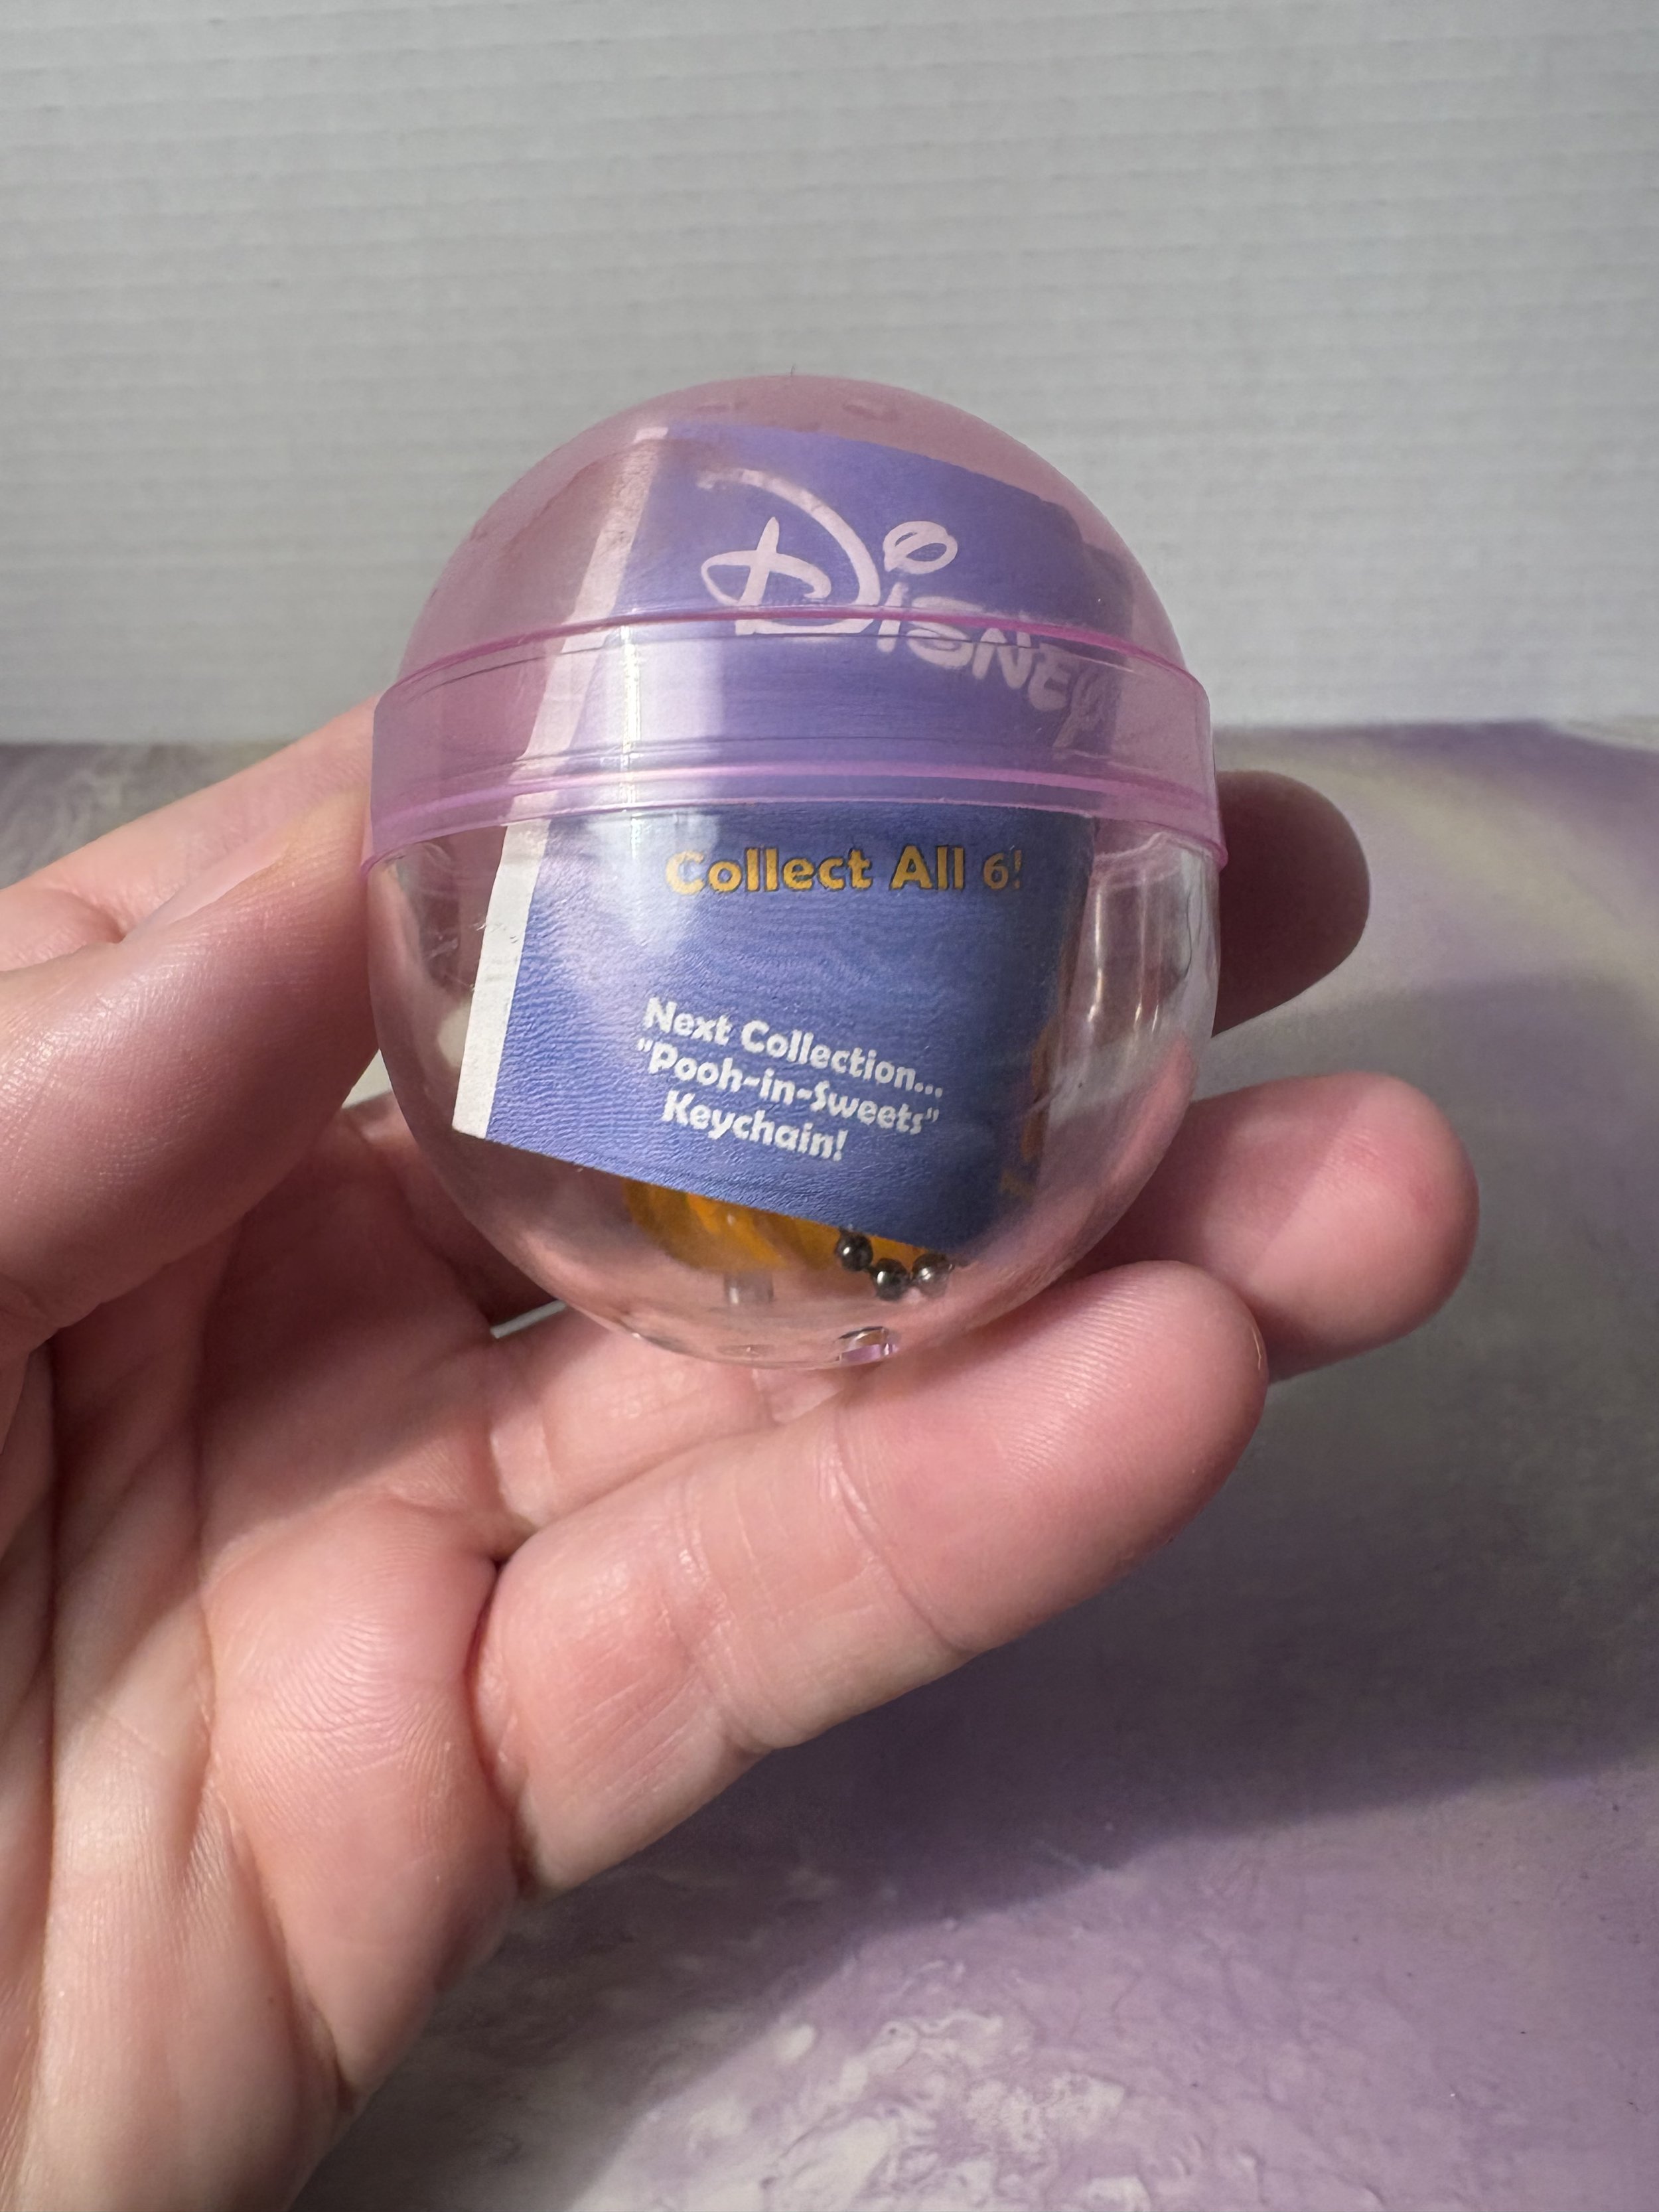 Disney
Collect All 6!
Next Collection...
"Pooh-in-Sweets"
Keychain!